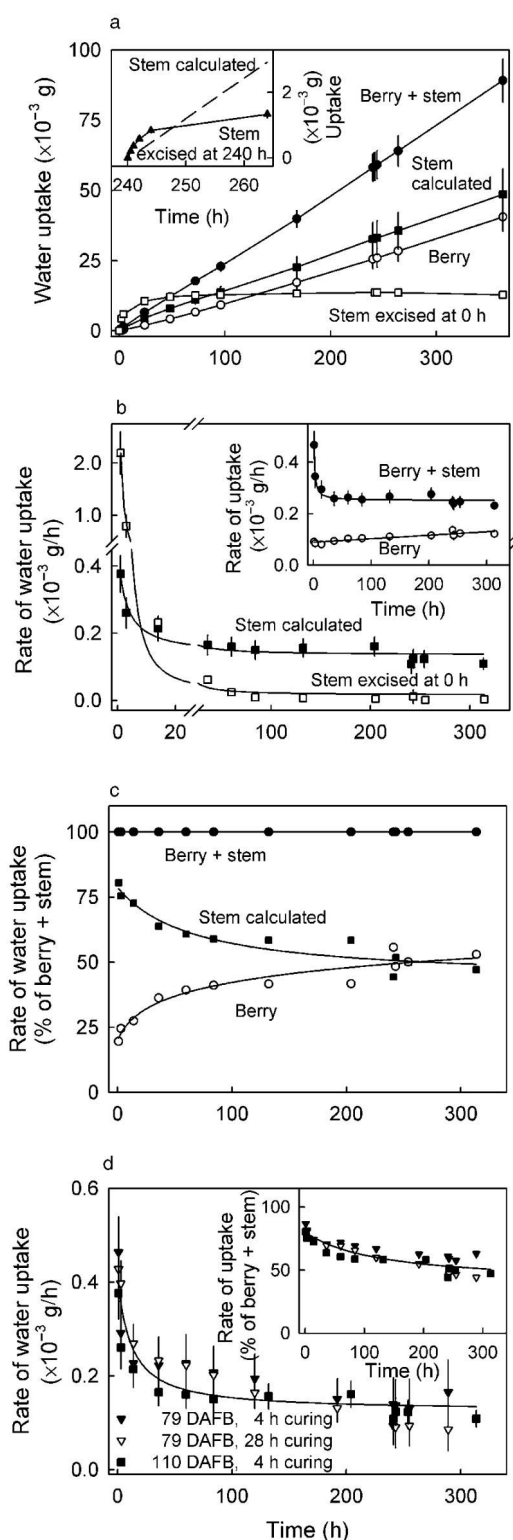 a
Water uptake (×10⁻³ g)
100
75
50
25
0
0
100
200
300
Time (h)
Berry + stem
Stem calculated
Berry
Stem excised at 0 h
Stem calculated
Stem excised at 240 h
Uptake (×10⁻³ g)
2
0
240
250
260
Time (h)
b
Rate of water uptake (×10⁻³ g/h)
2.0
1.0
0.4
0.2
0.0
0
20
100
200
300
Stem calculated
Stem excised at 0 h
Rate of uptake (×10⁻³ g/h)
0.4
0.2
0.0
0
100
200
300
Time (h)
Berry + stem
Berry
c
Rate of water uptake (% of berry + stem)
100
75
50
25
0
0
100
200
300
Berry + stem
Stem calculated
Berry
d
Rate of water uptake (×10⁻³ g/h)
0.6
0.4
0.2
0.0
0
100
200
300
Time (h)
79 DAFB, 4 h curing
79 DAFB, 28 h curing
110 DAFB, 4 h curing
Rate of uptake (% of berry + stem)
100
50
0
0
100
200
300
Time (h)